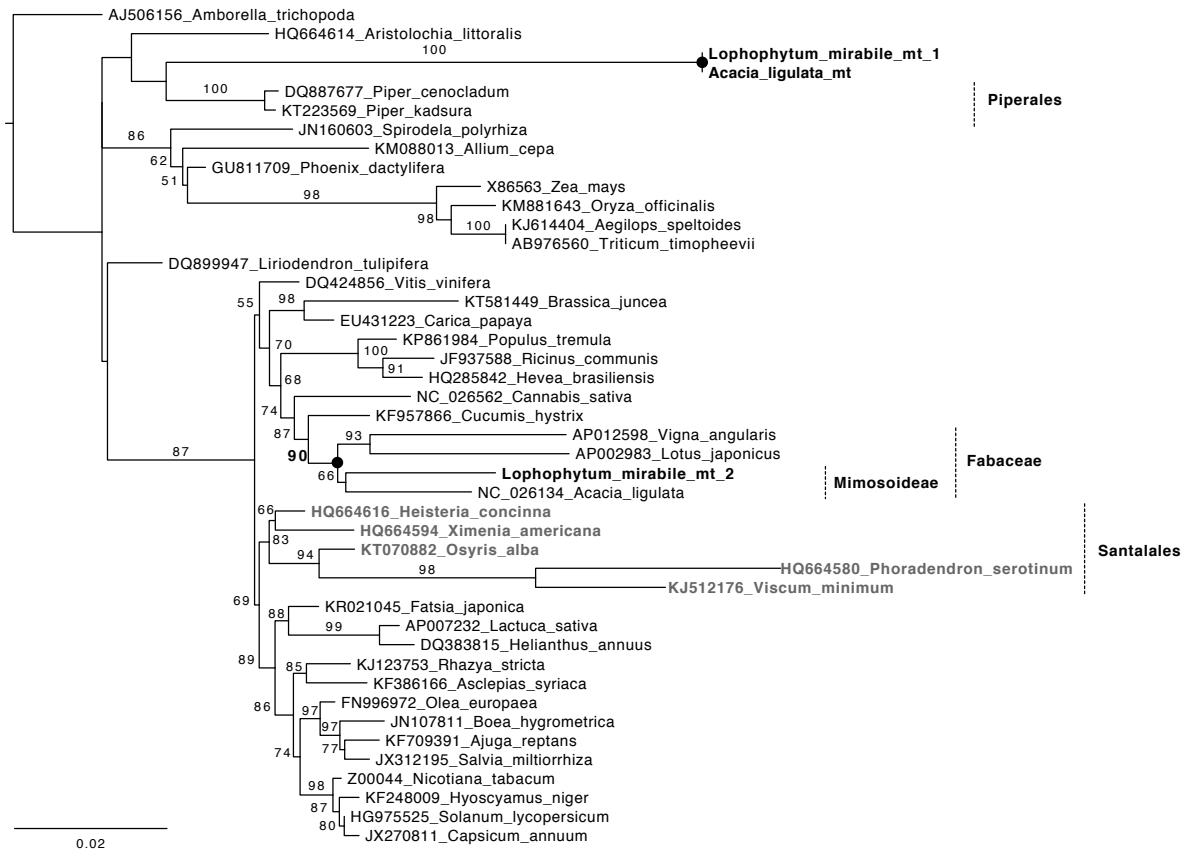 AJ506156_Amborella_trichopoda
HQ664614_Aristolochia_littoralis
100
Lophophytum_mirabile_mt_1
Acacia_ligulata_mt
100
DQ887677_Piper_cenocladum
KT223569_Piper_kadsura
Piperales
86
JN160603_Spirodela_polyrhiza
62
KM088013_Allium_cepa
51
GU811709_Phoenix_dactylifera
98
X86563_Zea_mays
98
KM881643_Oryza_officinalis
100
KJ614404_Aegilops_speltoides
AB976560_Triticum_timopheevii
DQ899947_Liriodendron_tulipifera
55
DQ424856_Vitis_vinifera
98
KT581449_Brassica_juncea
EU431223_Carica_papaya
70
KP861984_Populus_tremula
100
JF937588_Ricinus_communis
91
HQ285842_Hevea_brasiliensis
68
NC_026562_Cannabis_sativa
74
KF957866_Cucumis_hystrix
87
93
AP012598_Vigna_angularis
90
AP002983_Lotus_japonicus
Fabaceae
87
66
Lophophytum_mirabile_mt_2
NC_026134_Acacia_ligulata
Mimosoideae
66
HQ664616_Heisteria_concinna
HQ664594_Ximenia_americana
83
94
KT070882_Osyris_alba
98
HQ664580_Phoradendron_serotinum
KJ512176_Viscum_minimum
Santalales
69
88
KR021045_Fatsia_japonica
99
AP007232_Lactuca_sativa
DQ383815_Helianthus_annuus
89
85
KJ123753_Rhazya_stricta
KF386166_Asclepias_syriaca
86
97
FN996972_Olea_europaea
97
JN107811_Boea_hygrometrica
77
KF709391_Ajuga_reptans
JX312195_Salvia_miltiorrhiza
74
98
Z00044_Nicotiana_tabacum
87
KF248009_Hyoscyamus_niger
80
HG975525_Solanum_lycopersicum
JX270811_Capsicum_annuum
0.02